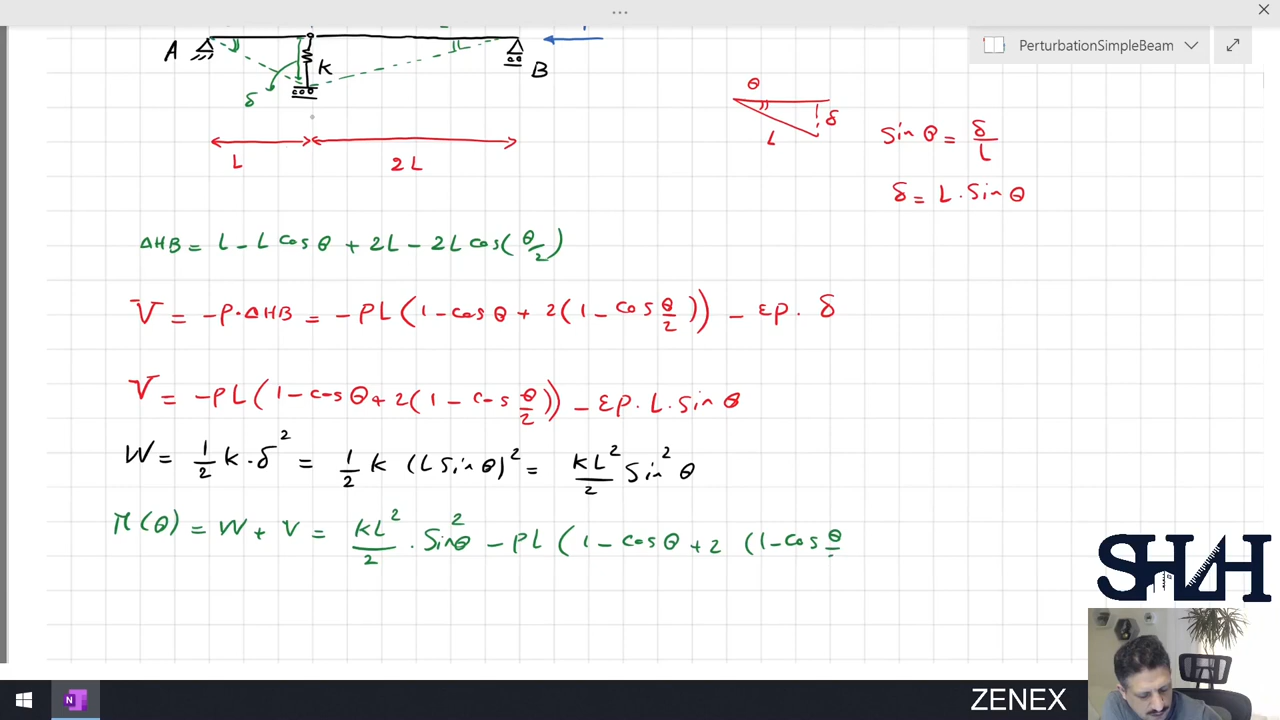 PerturbationSimpleBeam
A
K
B
δ
L
2L
θ
δ
L
sin θ = δ/L
δ = L . sin θ
ΔHB = L - L cos θ + 2L - 2L cos(θ/2)
V = -P·ΔHB = -PL(1-cos θ + 2(1-cos θ/2)) - εP. δ
V = -PL(1-cos θ + 2(1-cos θ/2)) - εP. L. sin θ
W = 1/2 k·δ² = 1/2 k (L sin θ)² = kL²/2 sin² θ
π(θ) = W + V = kL²/2 . sin²θ - PL (1-cos θ + 2 (1-cos θ
SHZH
ZENEX